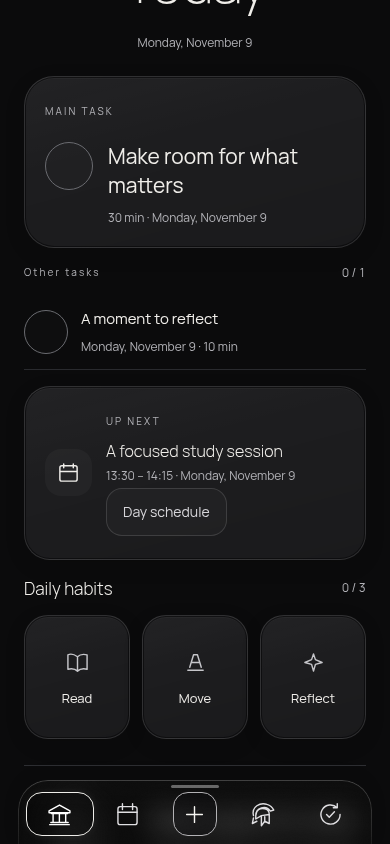 Today
Monday, November 9
MAIN TASK
Make room for what
matters
30 min · Monday, November 9
Other tasks
0 / 1
A moment to reflect
Monday, November 9 · 10 min
UP NEXT
A focused study session
13:30 – 14:15 · Monday, November 9
Day schedule
Daily habits
0 / 3
Read
Move
Reflect